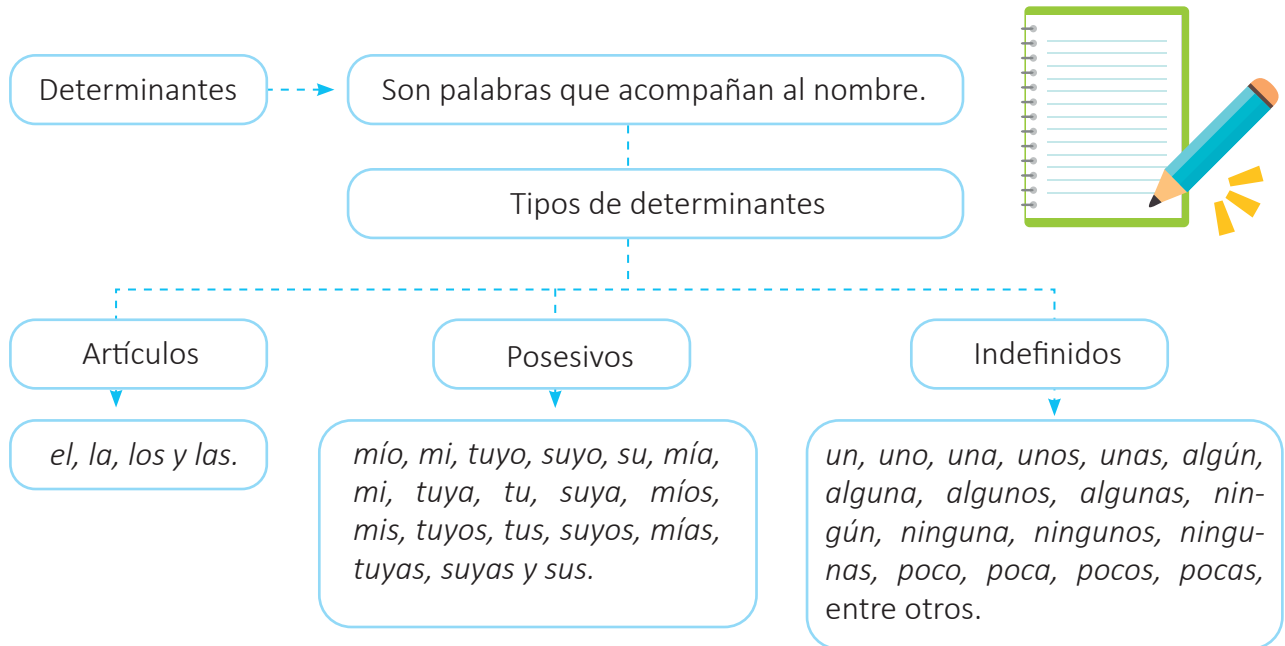 Determinantes
Son palabras que acompañan al nombre.
Tipos de determinantes
Artículos
Posesivos
Indefinidos
el, la, los y las.
mío, mi, tuyo, suyo, su, mía,
mi, tuya, tu, suya, míos,
mis, tuyos, tus, suyos, mías,
tuyas, suyas y sus.
un, uno, una, unos, unas, algún,
alguna, algunos, algunas, nin-
gún, ninguna, ningunos, ningu-
nas, poco, poca, pocos, pocas,
entre otros.